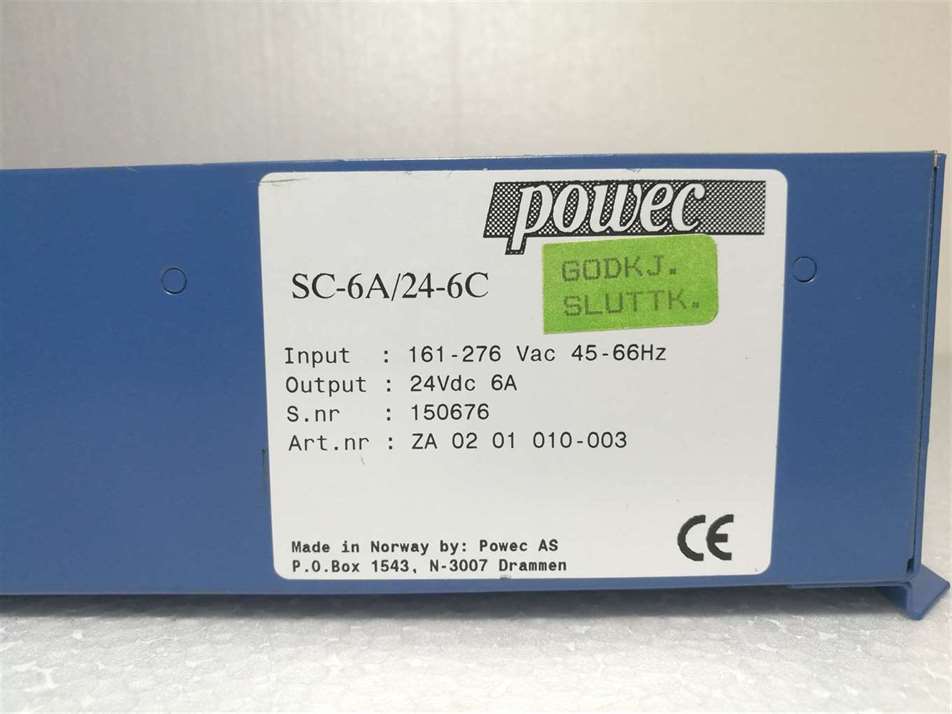 powec
SC-6A/24-6C
GODKJ.
SLUTTK.
Input : 161-276 Vac 45-66Hz
Output : 24Vdc 6A
S.nr : 150676
Art.nr : ZA 02 01 010-003
Made in Norway by: Powec AS
P.O.Box 1543, N-3007 Drammen
CE